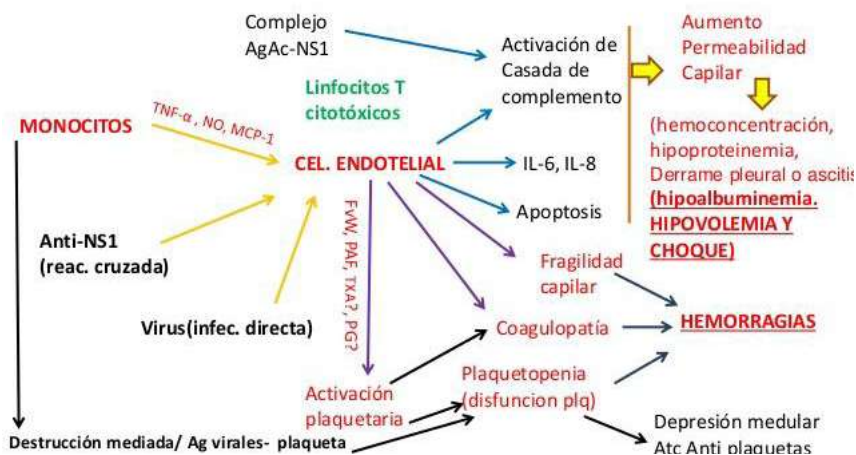 Complejo
AgAc-NS1
Activación de
Casada de
complemento
Aumento
Permeabilidad
Capilar
Linfocitos T
citotóxicos
MONOCITOS
TNF-α , NO, MCP-1
CEL. ENDOTELIAL
IL-6, IL-8
Apoptosis
(hemoconcentración,
hipoproteinemia,
Derrame pleural o ascitis
(hipoalbuminemia.
HIPOVOLEMIA Y
CHOQUE)
Anti-NS1
(reac. cruzada)
FvW, PAF, TXA?, PG?
Fragilidad
capilar
Virus(infec. directa)
Coagulopatía
HEMORRAGIAS
Activación
plaquetaria
Plaquetopenia
(disfuncion plq)
Destrucción mediada/ Ag virales- plaqueta
Depresión medular
Atc Anti plaquetas